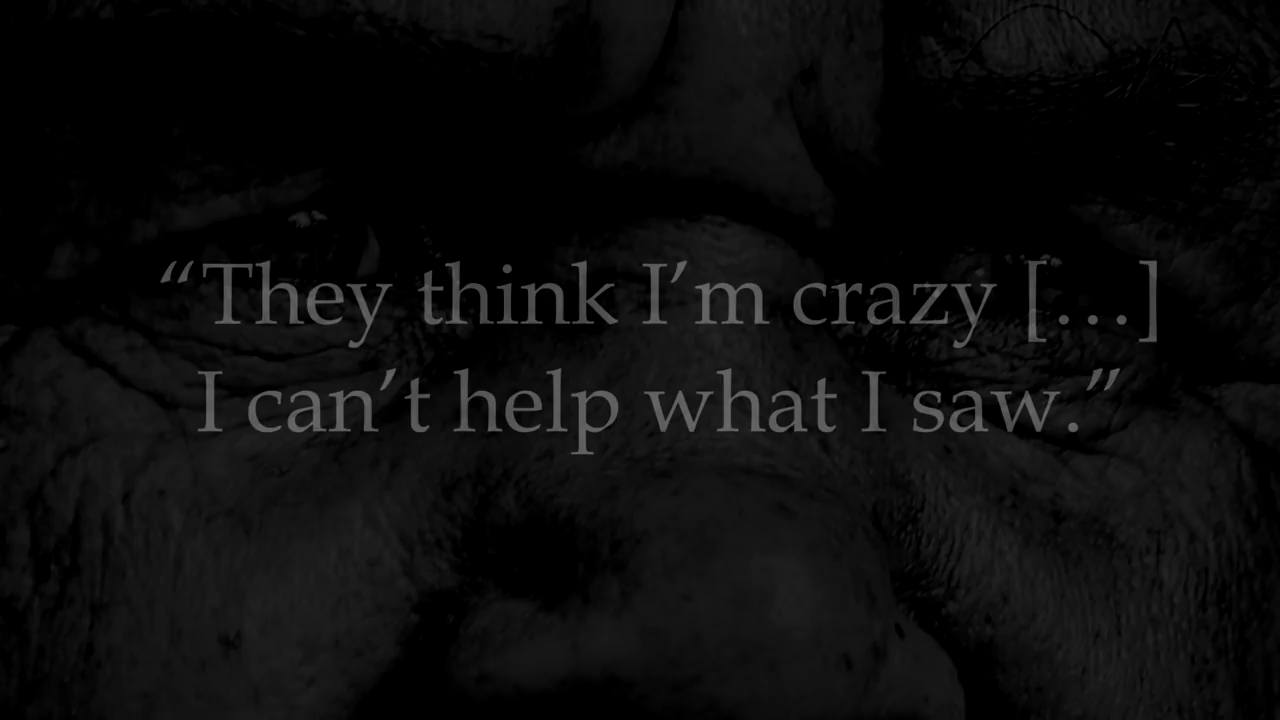 “They think I’m crazy […]
I can’t help what I saw.”